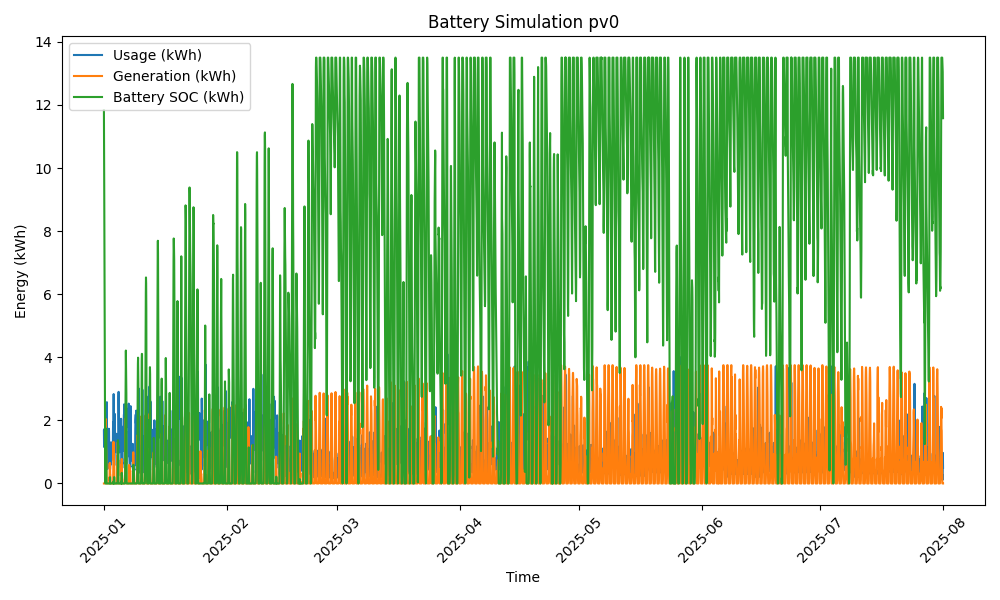 Battery Simulation pv0
Usage (kWh)
Generation (kWh)
Battery SOC (kWh)
14
12
10
8
6
4
2
0
Energy (kWh)
2025-01
2025-02
2025-03
2025-04
2025-05
2025-06
2025-07
2025-08
Time